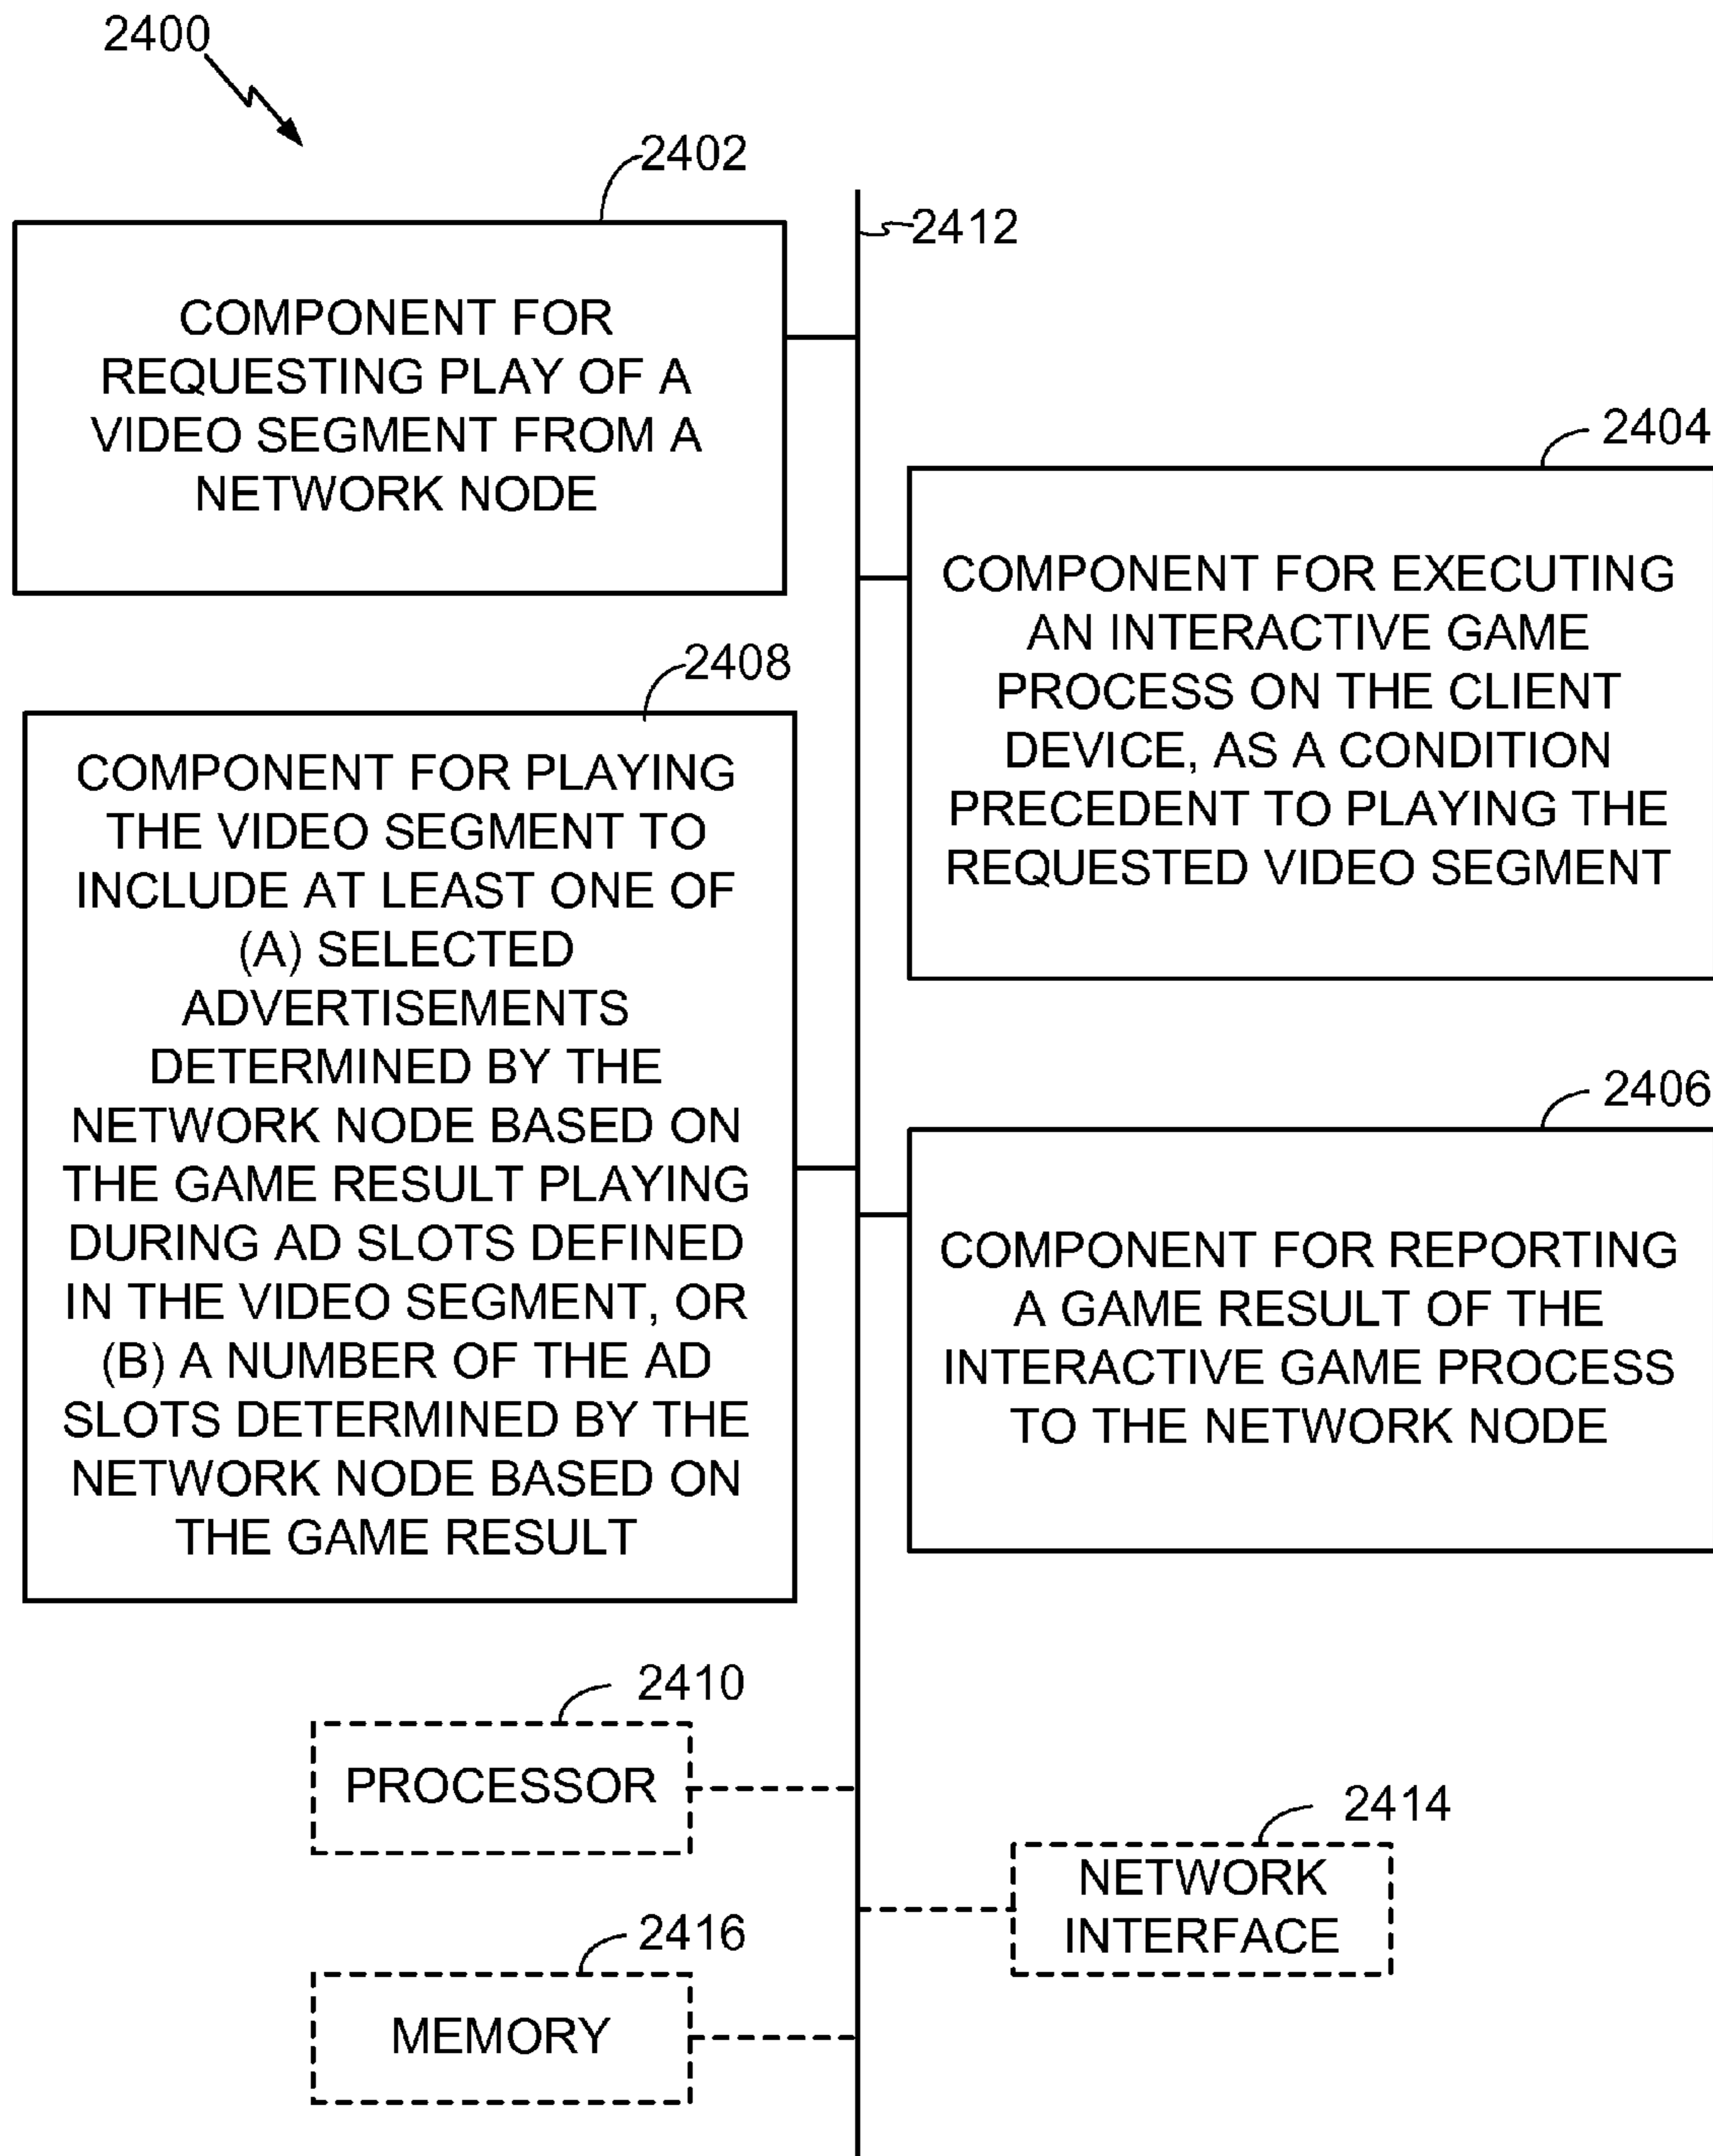 2400
2402
2412
COMPONENT FOR
REQUESTING PLAY OF A
VIDEO SEGMENT FROM A
NETWORK NODE
2404
COMPONENT FOR EXECUTING
AN INTERACTIVE GAME
PROCESS ON THE CLIENT
DEVICE, AS A CONDITION
PRECEDENT TO PLAYING THE
REQUESTED VIDEO SEGMENT
2408
COMPONENT FOR PLAYING
THE VIDEO SEGMENT TO
INCLUDE AT LEAST ONE OF
(A) SELECTED
ADVERTISEMENTS
DETERMINED BY THE
NETWORK NODE BASED ON
THE GAME RESULT PLAYING
DURING AD SLOTS DEFINED
IN THE VIDEO SEGMENT, OR
(B) A NUMBER OF THE AD
SLOTS DETERMINED BY THE
NETWORK NODE BASED ON
THE GAME RESULT
2406
COMPONENT FOR REPORTING
A GAME RESULT OF THE
INTERACTIVE GAME PROCESS
TO THE NETWORK NODE
2410
PROCESSOR
2414
NETWORK
INTERFACE
2416
MEMORY